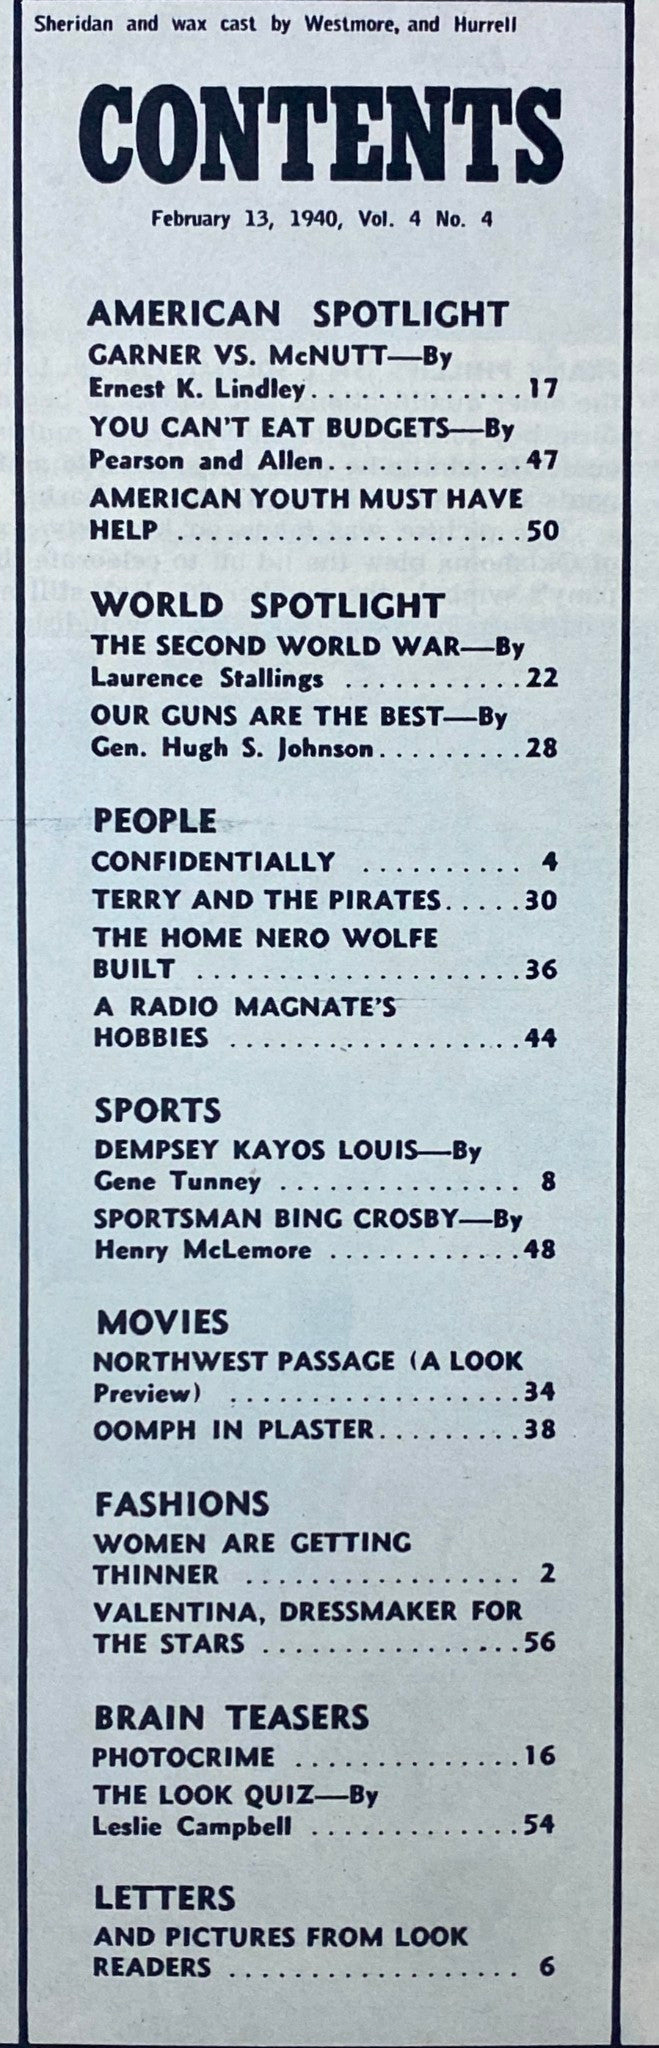 Sheridan and wax cast by Westmore, and Hurrell
CONTENTS
February 13, 1940, Vol. 4 No. 4
AMERICAN SPOTLIGHT
GARNER VS. McNUTT—By
Ernest K. Lindley..............17
YOU CAN'T EAT BUDGETS—By
Pearson and Allen............47
AMERICAN YOUTH MUST HAVE
HELP ......................50
WORLD SPOTLIGHT
THE SECOND WORLD WAR—By
Laurence Stallings ...........22
OUR GUNS ARE THE BEST—By
Gen. Hugh S. Johnson.........28
PEOPLE
CONFIDENTIALLY .......... 4
TERRY AND THE PIRATES.....30
THE HOME NERO WOLFE
BUILT ....................36
A RADIO MAGNATE'S
HOBBIES ..................44
SPORTS
DEMPSEY KAYOS LOUIS—By
Gene Tunney ............... 8
SPORTSMAN BING CROSBY—By
Henry McLemore ............48
MOVIES
NORTHWEST PASSAGE (A LOOK
Preview) ..................34
OOMPH IN PLASTER.........38
FASHIONS
WOMEN ARE GETTING
THINNER ................. 2
VALENTINA, DRESSMAKER FOR
THE STARS ................56
BRAIN TEASERS
PHOTOCRIME ..............16
THE LOOK QUIZ—By
Leslie Campbell .............54
LETTERS
AND PICTURES FROM LOOK
READERS .................. 6